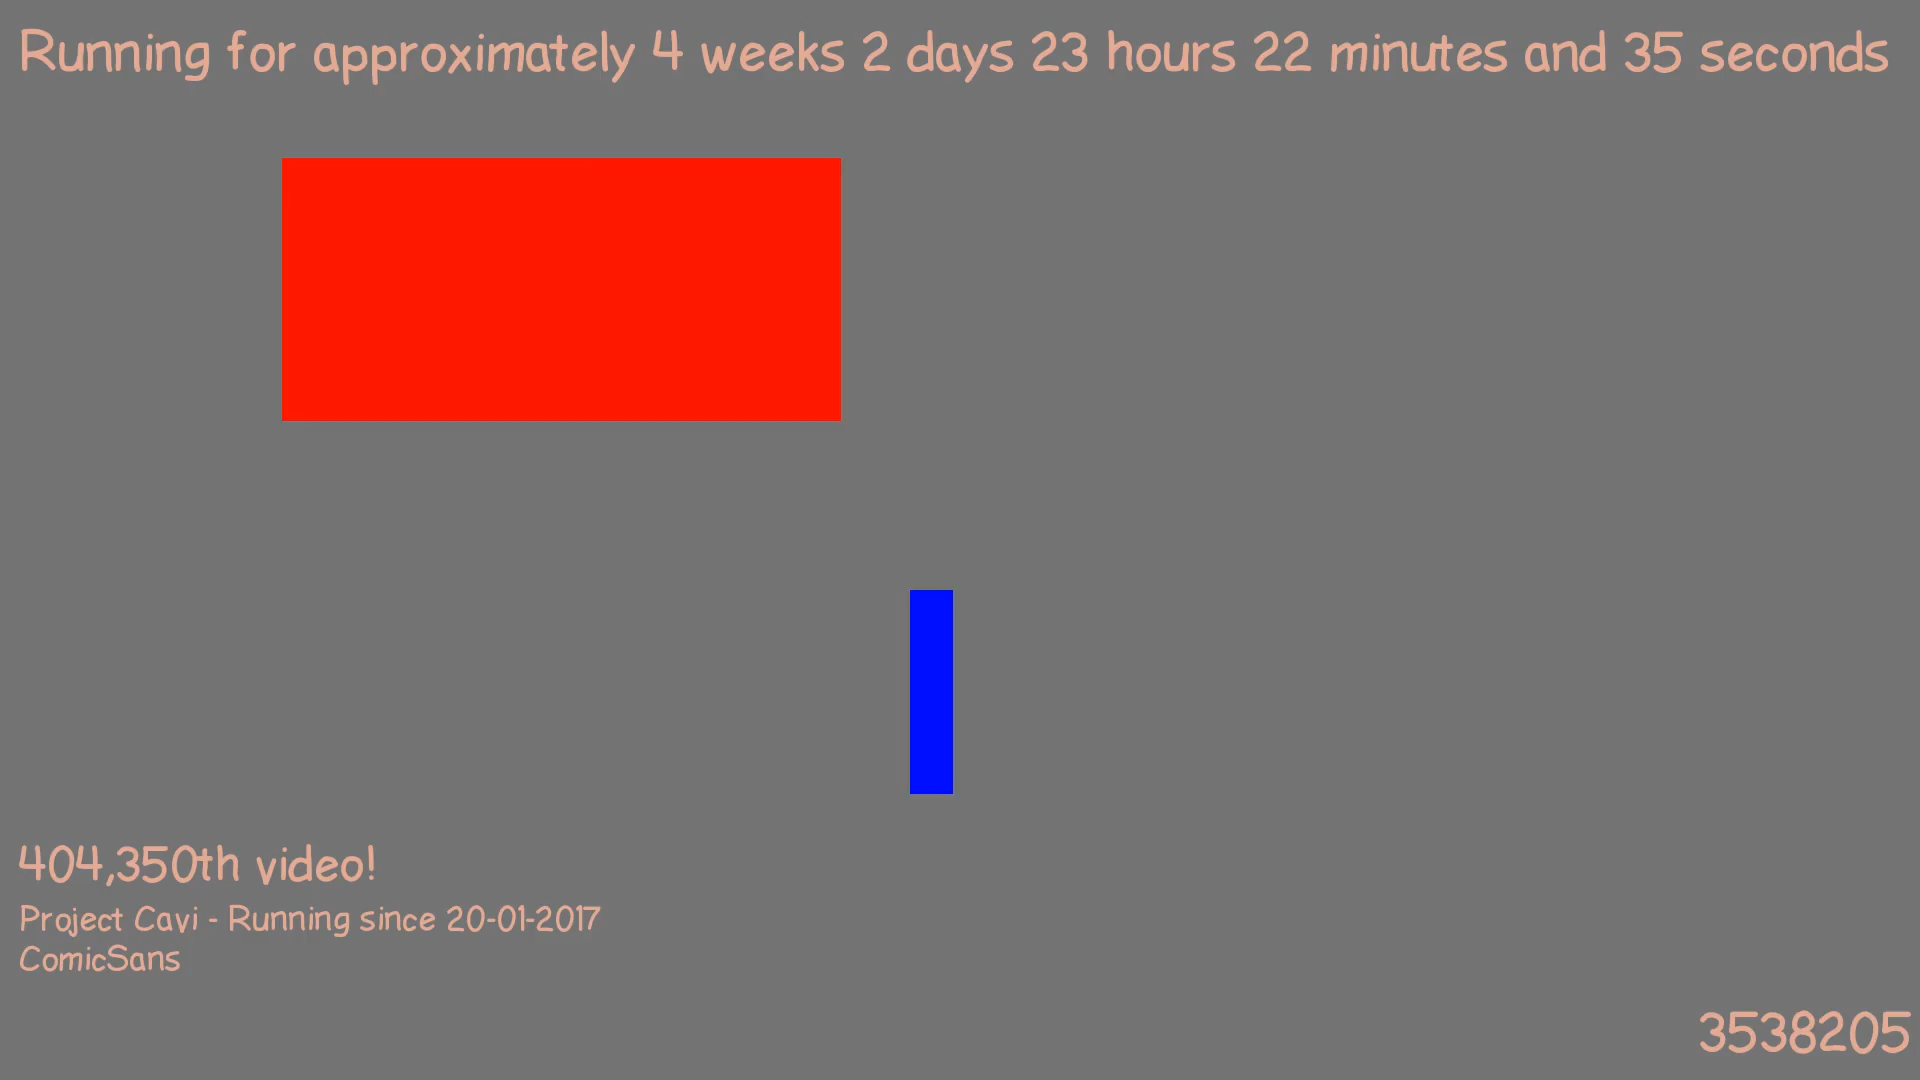 Running for approximately 4 weeks 2 days 23 hours 22 minutes and 35 seconds
404,350th video!
Project Cavi - Running since 20-01-2017
ComicSans
3538205